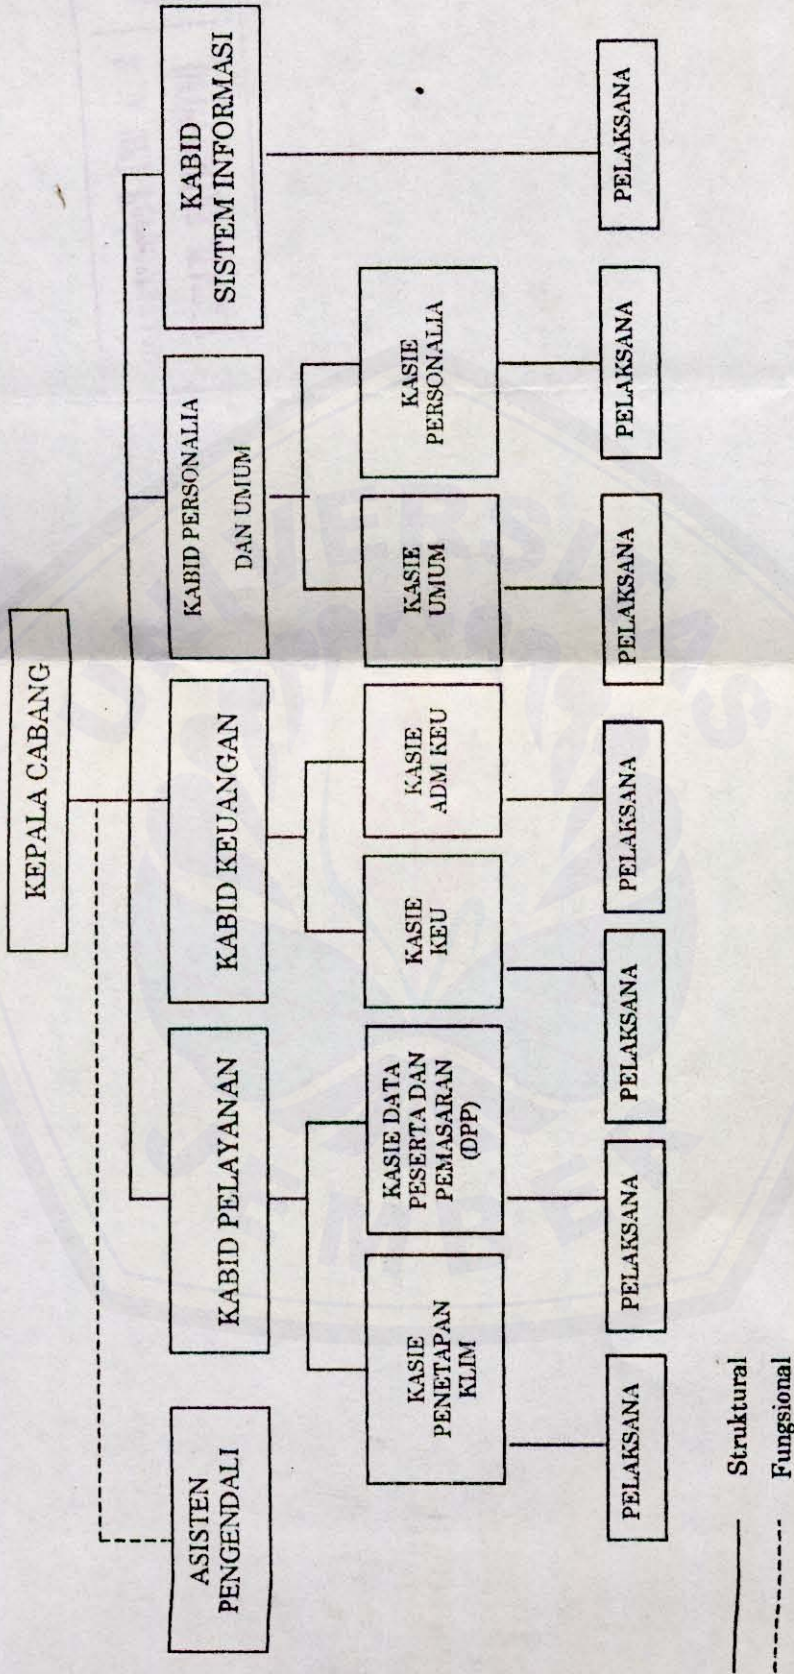 KEPALA CABANG
ASISTEN
PENGENDALI
KABID PELAYANAN
KABID KEUANGAN
KABID PERSONALIA
DAN UMUM
KABID
SISTEM INFORMASI
KASIE
PENETAPAN
KLIM
KASIE DATA
PESERTA DAN
PEMASARAN
(DPP)
KASIE
KEU
KASIE
ADM KEU
KASIE
UMUM
KASIE
PERSONALIA
PELAKSANA
PELAKSANA
PELAKSANA
PELAKSANA
PELAKSANA
PELAKSANA
PELAKSANA
Struktural
Fungsional
UNIVERSITAS
JEMBER